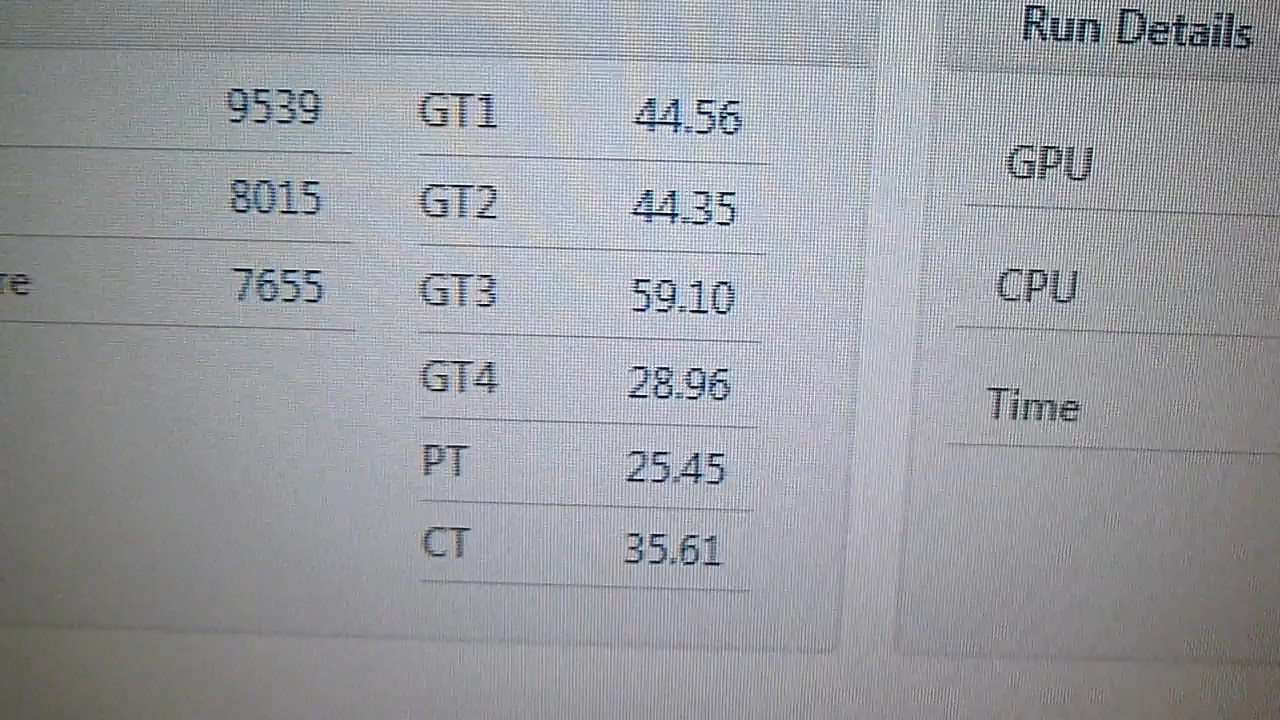 Run Details
9539 GT1 44.56
GPU
8015 GT2 44.35
re 7655 GT3 59.10
CPU
GT4 28.96
Time
PT 25.45
CT 35.61